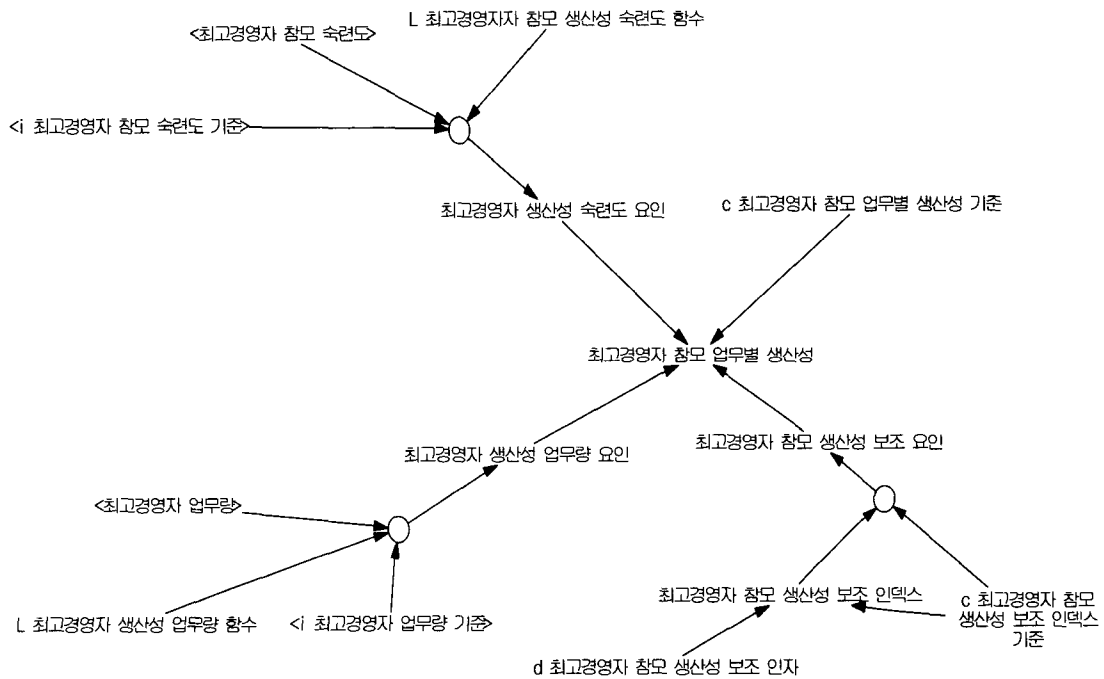 L 최고경영자자 참모 생산성 숙련도 함수
<최고경영자 참모 숙련도>
<i 최고경영자 참모 숙련도 기준>
최고경영자 생산성 숙련도 요인
c 최고경영자 참모 업무별 생산성 기준
최고경영자 참모 업무별 생산성
최고경영자 참모 생산성 보조 요인
최고경영자 생산성 업무량 요인
<최고경영자 업무량>
최고경영자 참모 생산성 보조 인덱스
c 최고경영자 참모
생산성 보조 인덱스
기준
L 최고경영자 생산성 업무량 함수
<i 최고경영자 업무량 기준>
d 최고경영자 참모 생산성 보조 인자